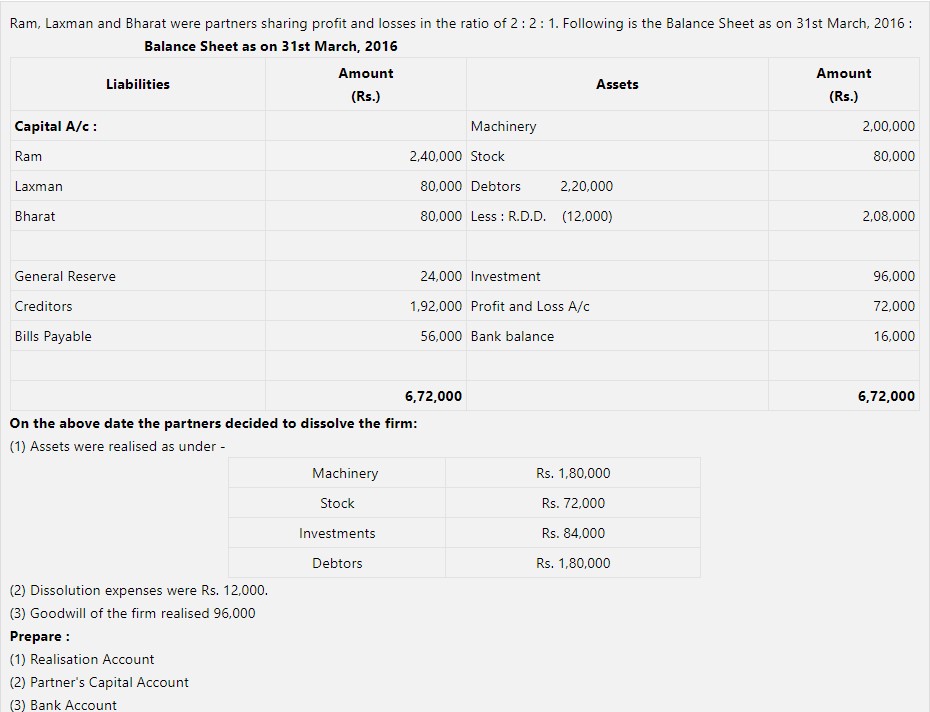 Ram, Laxman and Bharat were partners sharing profit and losses in the ratio of 2 : 2 : 1. Following is the Balance Sheet as on 31st March, 2016 :
Balance Sheet as on 31st March, 2016
Liabilities Amount (Rs.) Assets Amount (Rs.)
Capital A/c : Machinery 2,00,000
Ram 2,40,000 Stock 80,000
Laxman 80,000 Debtors 2,20,000
Bharat 80,000 Less : R.D.D. (12,000) 2,08,000
General Reserve 24,000 Investment 96,000
Creditors 1,92,000 Profit and Loss A/c 72,000
Bills Payable 56,000 Bank balance 16,000
6,72,000 6,72,000
On the above date the partners decided to dissolve the firm:
(1) Assets were realised as under -
Machinery Rs. 1,80,000
Stock Rs. 72,000
Investments Rs. 84,000
Debtors Rs. 1,80,000
(2) Dissolution expenses were Rs. 12,000.
(3) Goodwill of the firm realised 96,000
Prepare :
(1) Realisation Account
(2) Partner's Capital Account
(3) Bank Account